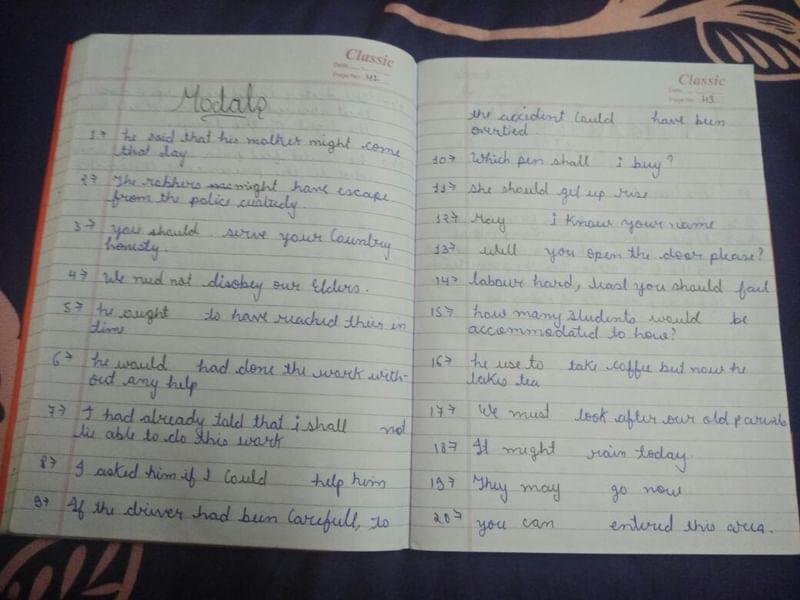 Classic
Date
Page No. 42
Modals
1→ he said that his mother might come
that day
2→ The robbers might have escape
from the police custudy.
3→ you should serve your Country
honesty.
4→ We need not disobey our Elders.
5→ he ought to have reached their in
time
6→ he would had done the work with-
out any help
7→ I had already told that i shall not
be able to do this work
8→ I asked him if I Could help him
9→ If the driver had been Carefull, to
Classic
Date
Page No. 43
the accident Could have been
10→ Which pen shall i buy?
11→ she should get up rise
12→ May i know your name
13→ will you open the door please?
14→ labour hard, least you should fail
15→ how many students would be
accommodated to how?
16→ he use to take coffee but now he
takes tea
17→ We must look after our old parents
18→ It might rain today.
19→ They may go now
20→ you can entered this area.